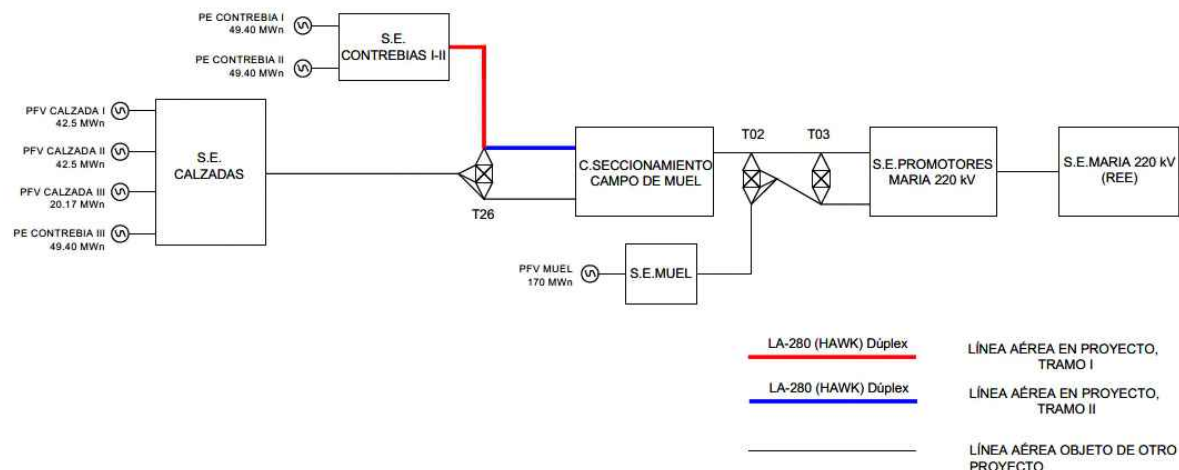 PE CONTREBIA I
49.40 MWn
PE CONTREBIA II
49.40 MWn
S.E.
CONTREBIAS I-II
PFV CALZADA I
42.5 MWn
PFV CALZADA II
42.5 MWn
PFV CALZADA III
20.17 MWn
PE CONTREBIA III
49.40 MWn
S.E.
CALZADAS
T26
C.SECCIONAMIENTO
CAMPO DE MUEL
T02
T03
S.E.PROMOTORES
MARIA 220 kV
S.E.MARIA 220 kV
(REE)
PFV MUEL
170 MWn
S.E.MUEL
LA-280 (HAWK) Dúplex
LÍNEA AÉREA EN PROYECTO,
TRAMO I
LA-280 (HAWK) Dúplex
LÍNEA AÉREA EN PROYECTO,
TRAMO II
LÍNEA AÉREA OBJETO DE OTRO
PROYECTO